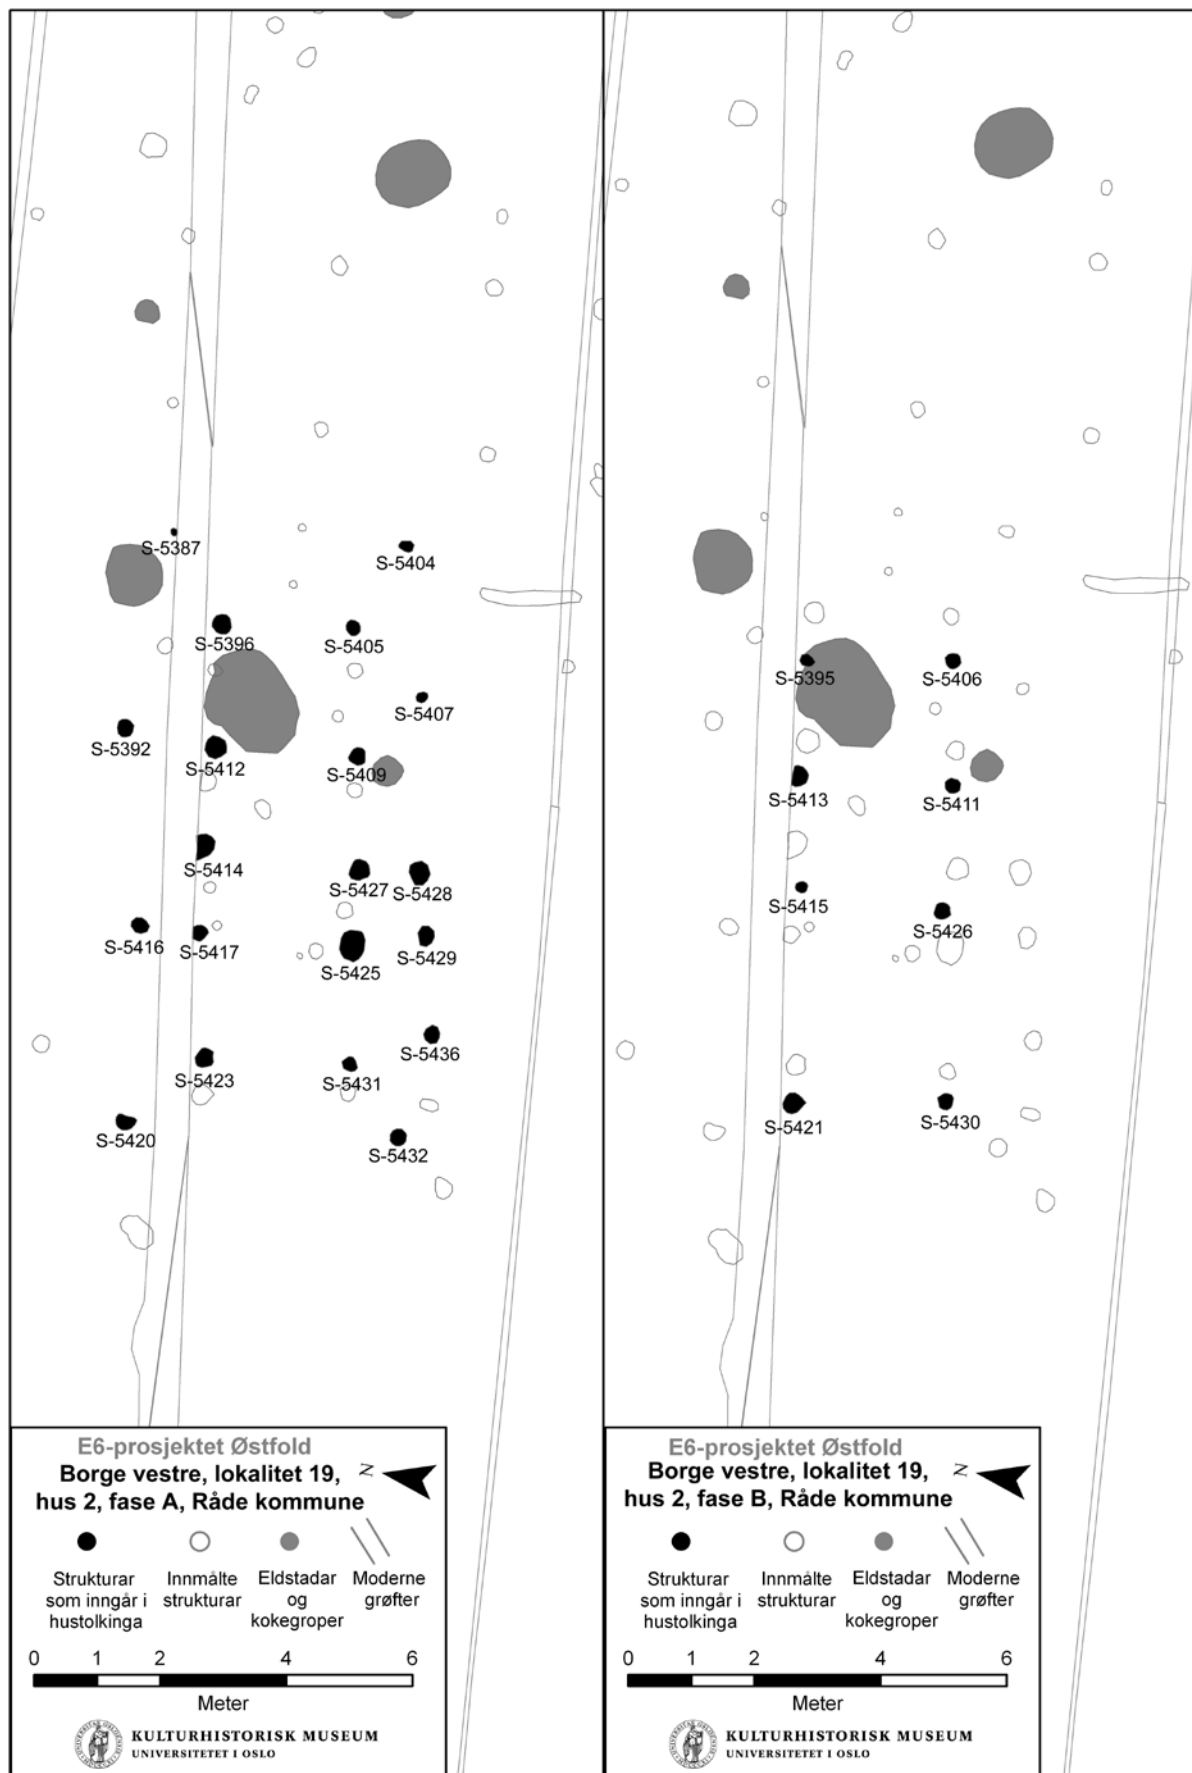 S-5387
S-5404
S-5396
S-5405
S-5407
S-5392
S-5412
S-5409
S-5414
S-5427
S-5428
S-5416
S-5417
S-5425
S-5429
S-5436
S-5423
S-5431
S-5420
S-5432
E6-prosjektet Østfold
Borge vestre, lokalitet 19,
hus 2, fase A, Råde kommune
N
Strukturar
som inngår i
hustolkinga
Innmålte
strukturar
Eldstadar
og
kokegroper
Moderne
grøfter
0 1 2 4 6
Meter
KULTURHISTORISK MUSEUM
UNIVERSITETET I OSLO
S-5395
S-5406
S-5413
S-5411
S-5415
S-5426
S-5421
S-5430
E6-prosjektet Østfold
Borge vestre, lokalitet 19,
hus 2, fase B, Råde kommune
N
Strukturar
som inngår i
hustolkinga
Innmålte
strukturar
Eldstadar
og
kokegroper
Moderne
grøfter
0 1 2 4 6
Meter
KULTURHISTORISK MUSEUM
UNIVERSITETET I OSLO